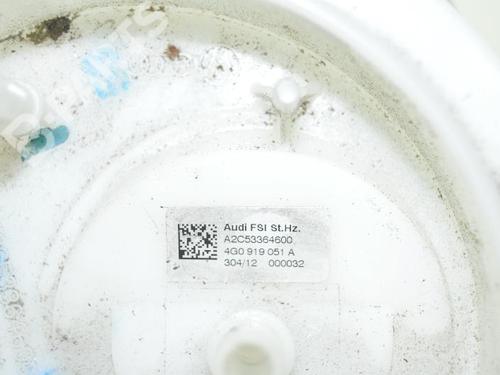 Audi FSI St.Hz.
A2C53364600
4G0 919 051 A
304/12 000032